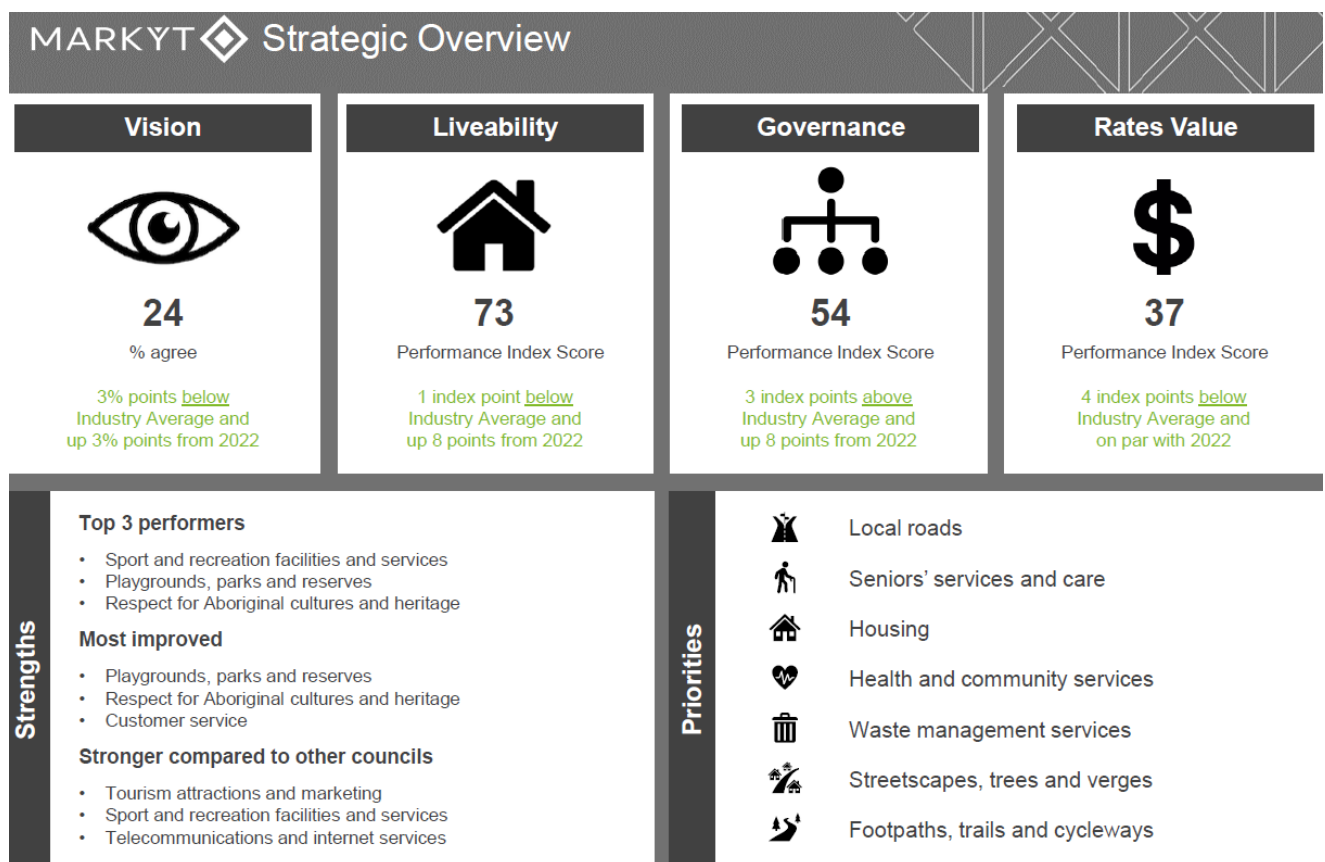 MARKYT Strategic Overview
Vision
24
% agree
3% points below
Industry Average and
up 3% points from 2022
Liveability
73
Performance Index Score
1 index point below
Industry Average and
up 8 points from 2022
Governance
54
Performance Index Score
3 index points above
Industry Average and
up 8 points from 2022
Rates Value
$
37
Performance Index Score
4 index points below
Industry Average and
on par with 2022
Strengths
Top 3 performers
• Sport and recreation facilities and services
• Playgrounds, parks and reserves
• Respect for Aboriginal cultures and heritage
Most improved
• Playgrounds, parks and reserves
• Respect for Aboriginal cultures and heritage
• Customer service
Stronger compared to other councils
• Tourism attractions and marketing
• Sport and recreation facilities and services
• Telecommunications and internet services
Priorities
Local roads
Seniors' services and care
Housing
Health and community services
Waste management services
Streetscapes, trees and verges
Footpaths, trails and cycleways